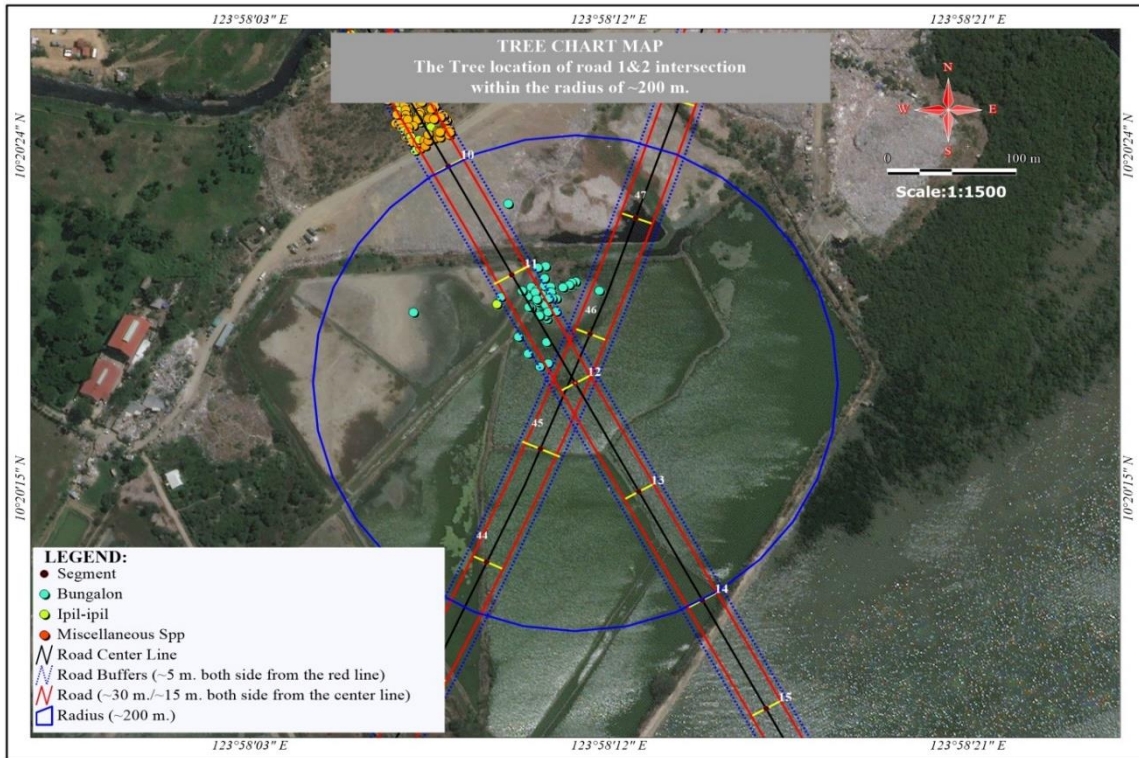 123°58'03" E 123°58'12" E 123°58'21" E
TREE CHART MAP
The Tree location of road 1&2 intersection
within the radius of ~200 m.
N
W E
S
10°20'24" N 10°20'24" N
0 100 m
Scale:1:1500
10
47
11
46
12
45
13
10°20'15" N 10°20'15" N
44
14
15
LEGEND:
Segment
Bungalon
Ipil-ipil
Miscellaneous Spp
Road Center Line
Road Buffers (~5 m. both side from the red line)
Road (~30 m./~15 m. both side from the center line)
Radius (~200 m.)
123°58'03" E 123°58'12" E 123°58'21" E